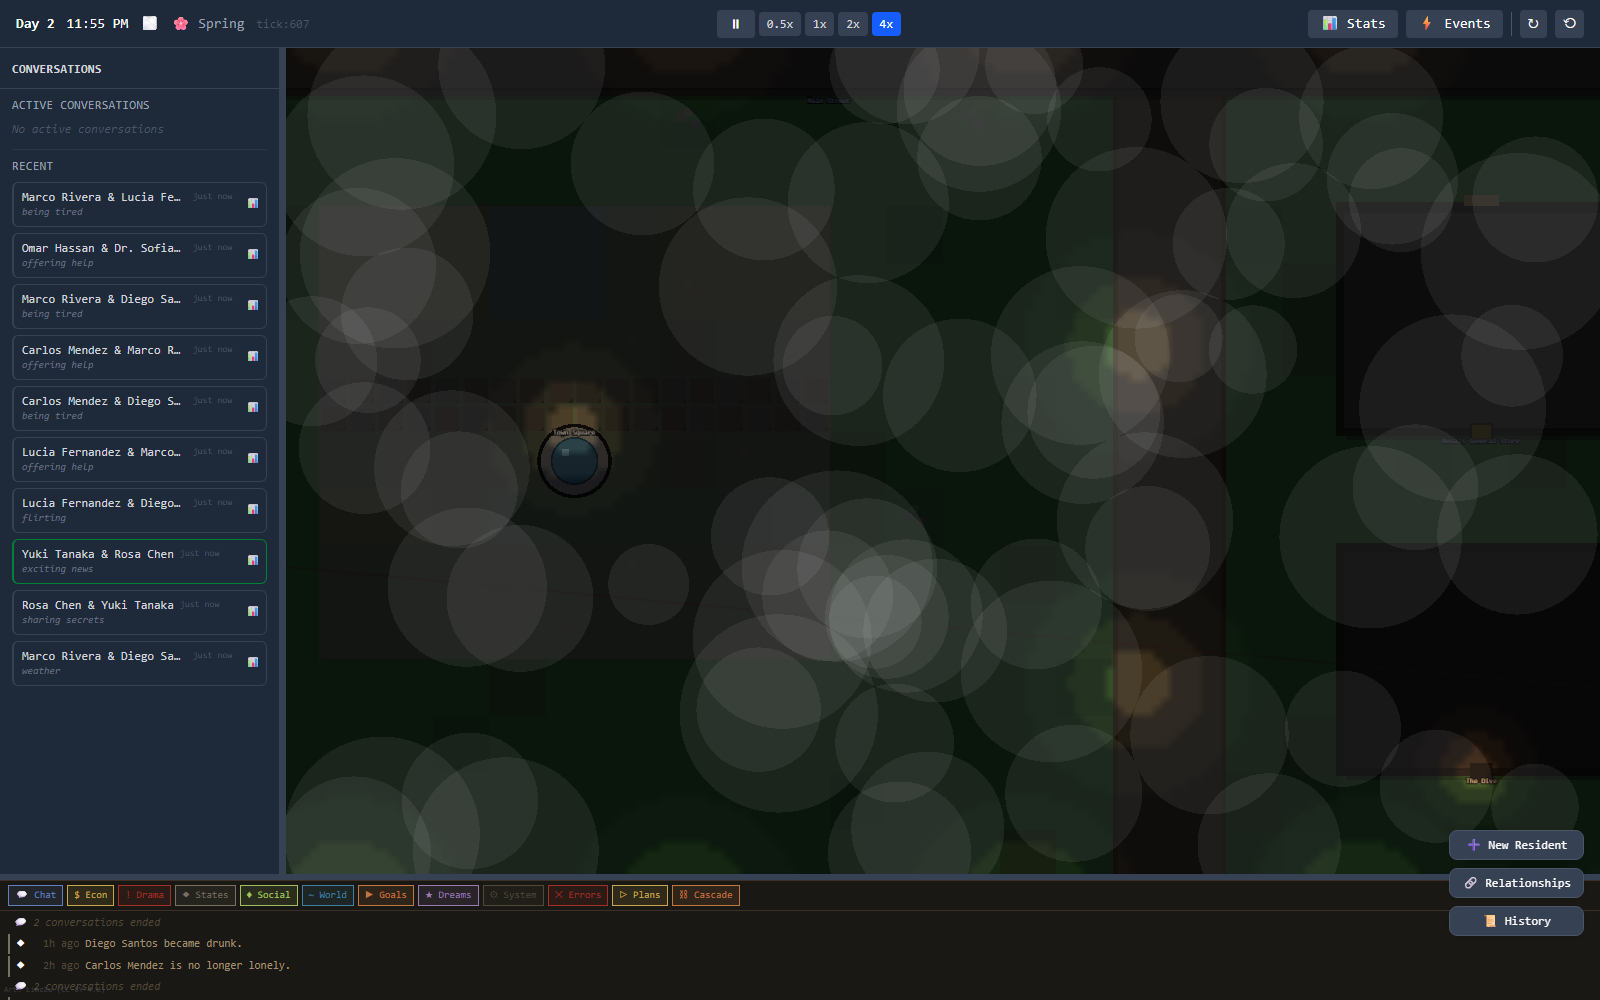 Day 2 11:55 PM Spring tick:607
0.5x 1x 2x 4x
Stats Events
CONVERSATIONS
ACTIVE CONVERSATIONS
No active conversations
RECENT
Marco Rivera & Lucia Fe… just now
being tired
Omar Hassan & Dr. Sofia… just now
offering help
Marco Rivera & Diego Sa… just now
being tired
Carlos Mendez & Marco R… just now
offering help
Carlos Mendez & Diego S… just now
being tired
Lucia Fernandez & Marco… just now
offering help
Lucia Fernandez & Diego… just now
flirting
Yuki Tanaka & Rosa Chen just now
exciting news
Rosa Chen & Yuki Tanaka just now
sharing secrets
Marco Rivera & Diego Sa… just now
weather
Main Street
Town Square
General Store
The Dive
New Resident
Relationships
History
Chat $ Econ ! Drama States Social ~ World Goals Dreams System Errors Plans Cascade
2 conversations ended
1h ago Diego Santos became drunk.
2h ago Carlos Mendez is no longer lonely.
2 conversations ended